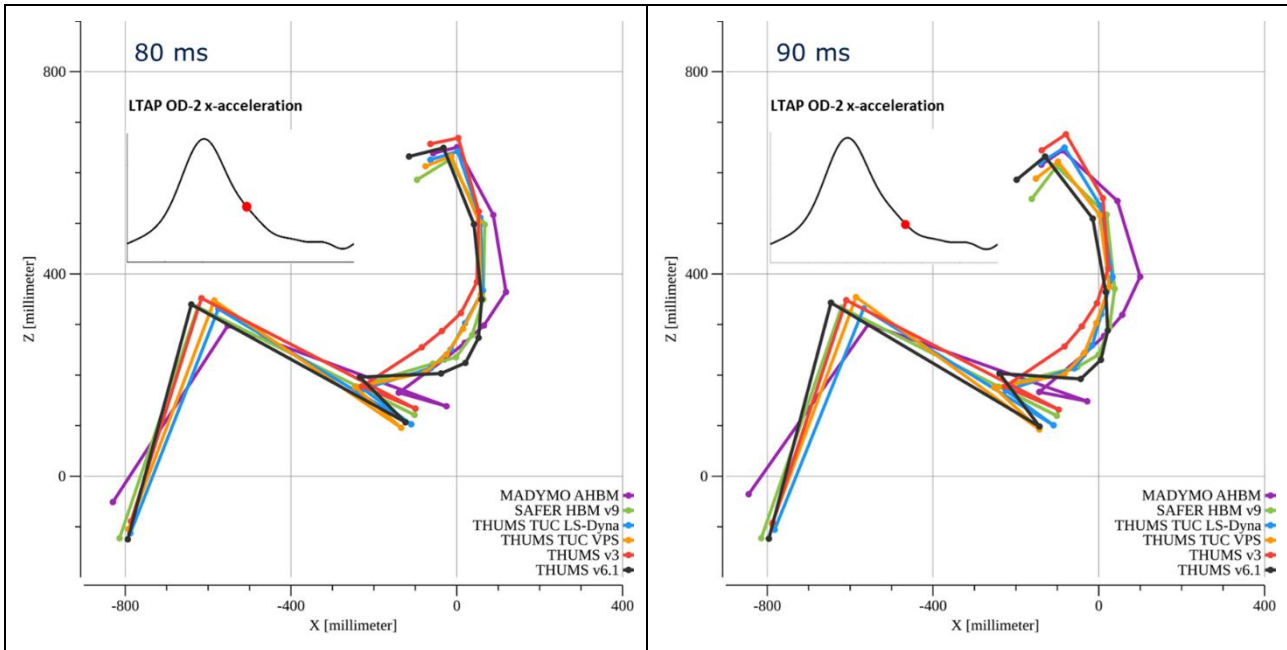 80 ms
LTAP OD-2 x-acceleration
800
400
0
Z [millimeter]
MADYMO AHBM
SAFER HBM v9
THUMS TUC LS-Dyna
THUMS TUC VPS
THUMS v3
THUMS v6.1
-800
-400
0
400
X [millimeter]
90 ms
LTAP OD-2 x-acceleration
800
400
0
Z [millimeter]
MADYMO AHBM
SAFER HBM v9
THUMS TUC LS-Dyna
THUMS TUC VPS
THUMS v3
THUMS v6.1
-800
-400
0
400
X [millimeter]